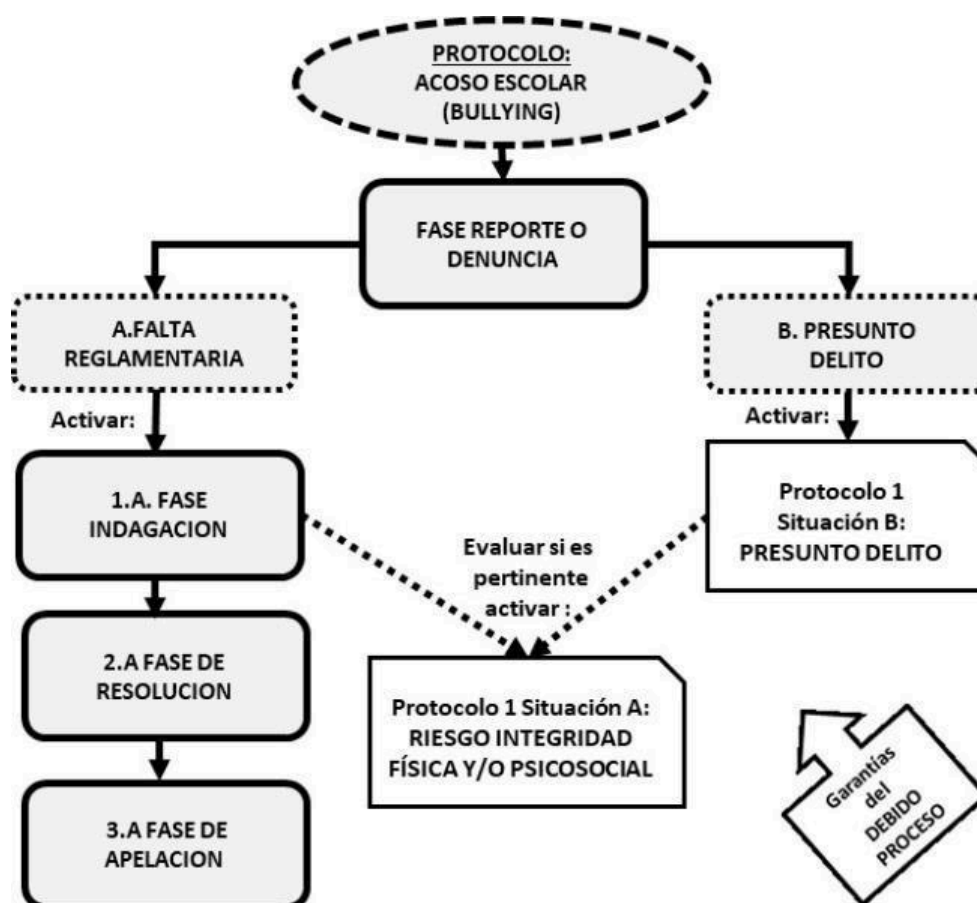 PROTOCOLO:
ACOSO ESCOLAR
(BULLYING)
FASE REPORTE O
DENUNCIA
A.FALTA
REGLAMENTARIA
B. PRESUNTO
DELITO
Activar:
Activar:
1.A. FASE
INDAGACION
Protocolo 1
Situación B:
PRESUNTO DELITO
Evaluar si es
pertinente
activar :
2.A FASE DE
RESOLUCION
Protocolo 1 Situación A:
RIESGO INTEGRIDAD
FÍSICA Y/O PSICOSOCIAL
3.A FASE DE
APELACION
Garantías
del
DEBIDO
PROCESO